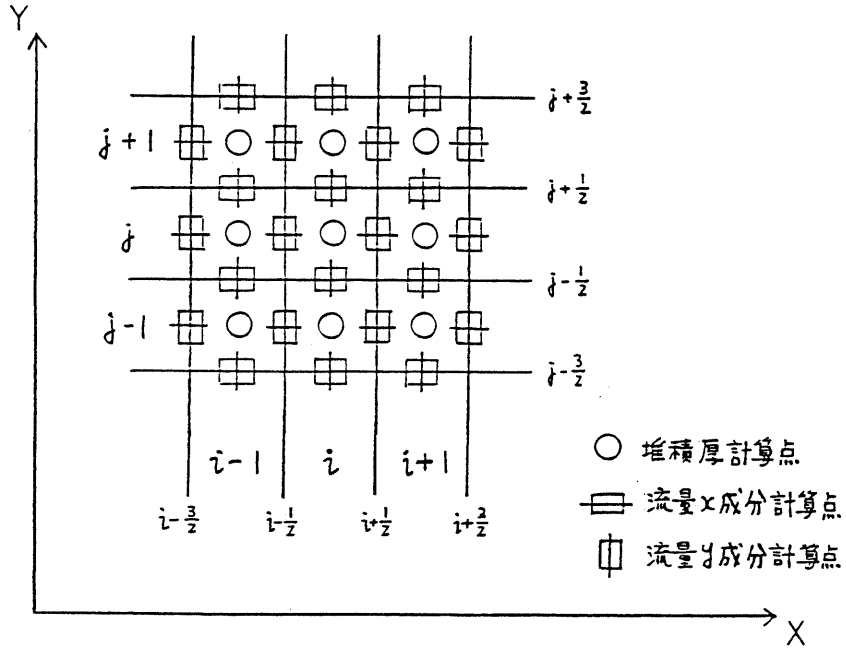 Y
j+3/2
j+1
j+1/2
j
j-1/2
j-1
j-3/2
i-1 i i+1
i-3/2 i-1/2 i+1/2 i+3/2
○ 堆積厚計算点
流量x成分計算点
流量y成分計算点
X